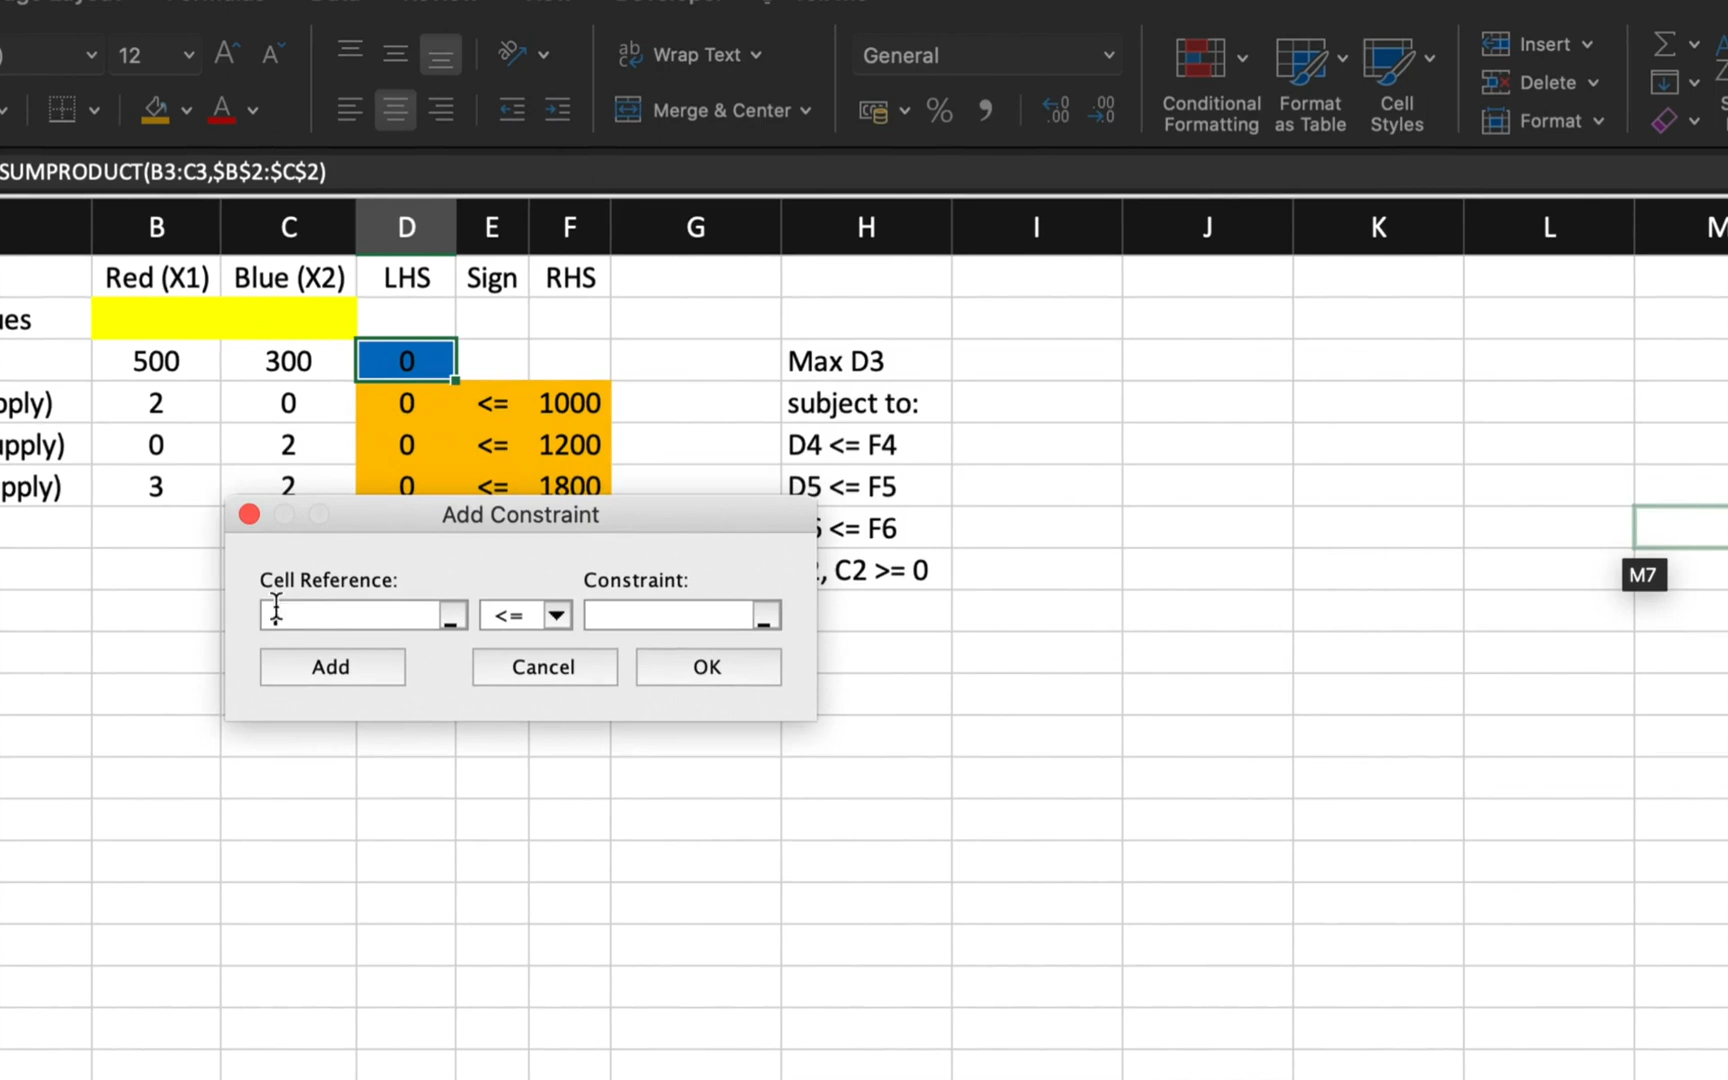 12 Wrap Text General Insert
Merge & Center % Conditional Formatting Format as Table Cell Styles Delete
Format
SUMPRODUCT(B3:C3,$B$2:$C$2)
B C D E F G H I J K L M
Red (X1) Blue (X2) LHS Sign RHS
ues
500 300 0 Max D3
pply) 2 0 0 <= 1000 subject to:
upply) 0 2 0 <= 1200 D4 <= F4
pply) 3 2 0 <= 1800 D5 <= F5
Add Constraint <= F6
, C2 >= 0
M7
Cell Reference: Constraint:
<=
Add Cancel OK